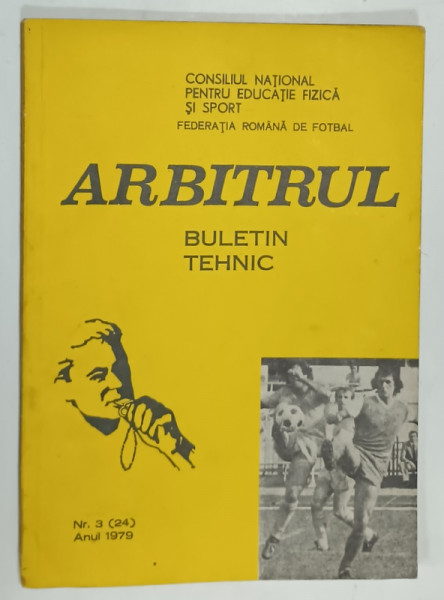 CONSILIUL NAȚIONAL
PENTRU EDUCAȚIE FIZICĂ
ȘI SPORT
FEDERAȚIA ROMÂNĂ DE FOTBAL
ARBITRUL
BULETIN
TEHNIC
Nr. 3 (24)
Anul 1979